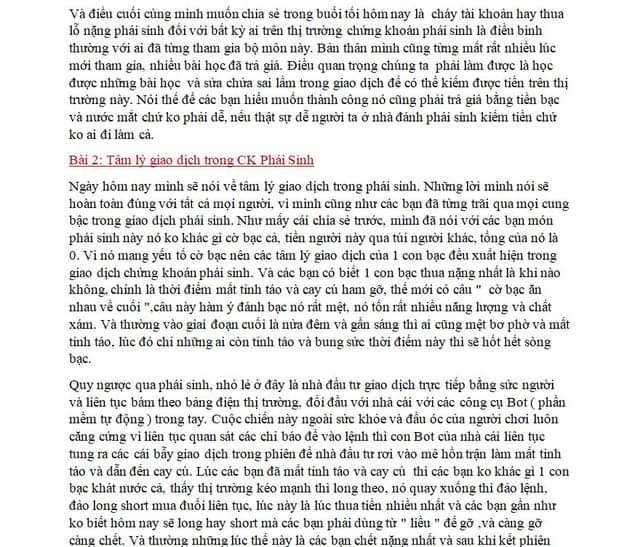 Và điều cuối cùng mình muốn chia sẻ trong buổi tối hôm nay là  cháy tài khoản hay thua
lỗ nặng phái sinh đối với bất kỳ ai trên thị trường chứng khoán phái sinh là điều bình
thường với ai đã từng tham gia bộ môn này. Bản thân mình cũng từng mất rất nhiều lúc
mới tham gia, nhiều bài học đã trả giá. Điều quan trọng chúng ta  phải làm được là học
được những bài học  và sửa chửa sai lầm trong giao dịch để có thể kiếm được tiền trên thị
trường này. Nói thế để các bạn hiểu muốn thành công nó cũng phải trả giá bằng tiền bạc
và nước mắt chứ ko phải dễ, nếu thật sự dễ người ta ở nhà đánh phái sinh kiếm tiền chứ
ko ai đi làm cả.
Bài 2: Tâm lý giao dịch trong CK Phái Sinh
Ngày hôm nay mình sẽ nói về tâm lý giao dịch trong phái sinh. Những lời mình nói sẽ
hoàn toàn đúng với tất cả mọi người, vì mình cũng như các bạn đã từng trãi qua mọi cung
bậc trong giao dịch phái sinh. Như mấy cái chia sẻ trước, mình đã nói với các bạn món
phái sinh này nó ko khác gì cờ bạc cả, tiền người này qua túi người khác, tổng của nó là
0. Vì nó mang yếu tố cờ bạc nên các tâm lý giao dịch của 1 con bạc đều xuất hiện trong
giao dịch chứng khoán phái sinh. Và các bạn có biết 1 con bạc thua nặng nhất là khi nào
không, chính là thời điểm mất tỉnh táo và cay cú ham gỡ, thế mới có câu "  cờ bạc ăn
nhau về cuối ",câu này hàm ý đánh bạc nó rất mệt, nó tốn rất nhiều năng lượng và chất
xám. Và thường vào giai đoạn cuối là nửa đêm và gần sáng thì ai cũng mệt bơ phờ và mất
tỉnh táo, lúc đó chỉ những ai còn tỉnh táo và bung sức thời điểm này thì sẽ hốt hết sòng
bạc.
Quy ngược qua phái sinh, nhỏ lẻ ở đây là nhà đầu tư giao dịch trực tiếp bằng sức người
và liên tục bám theo bảng điện thị trường, đối đầu với nhà cái với các công cụ Bot ( phần
mềm tự động ) trong tay. Cuộc chiến này ngoài sức khỏe và đầu óc của người chơi luôn
căng cứng vì liên tục quan sát các chỉ báo để vào lệnh thì con Bot của nhà cái liên tục
tung ra các cái bẫy giao dịch trong phiên để nhà đầu tư rơi vào mê hồn trận làm mất tỉnh
táo và dẫn đến cay cú. Lúc các bạn đã mất tỉnh táo và cay cú  thì các bạn ko khác gì 1 con
bạc khát nước cả, thấy thị trường kéo mạnh thì long theo, nó quay xuống thì đảo lệnh,
đảo long short mua đuổi liên tục, lúc này là lúc thua tiền nhiều nhất và các bạn gần như
ko biết hôm nay sẽ long hay short mà các bạn phải dùng từ " liều " để gỡ ,và càng gỡ
càng chết. Và thường những lúc thế này là các bạn chết nặng nhất và sau khi kết phiên